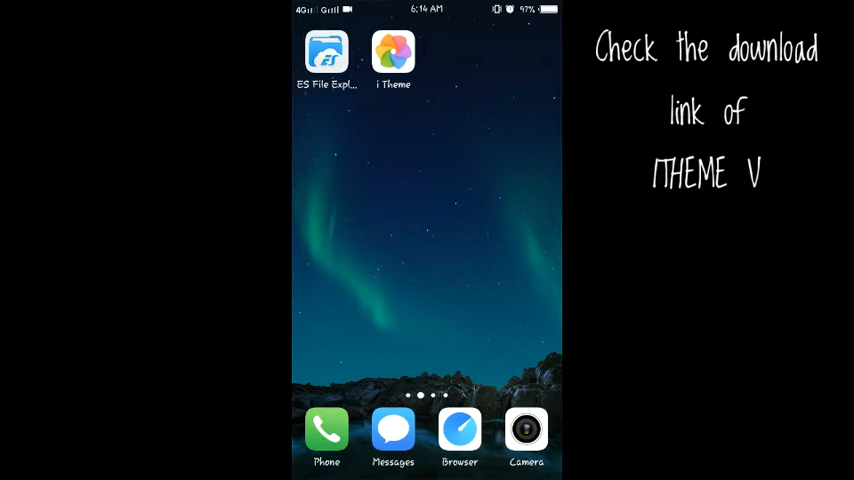 4G 6:14 AM 97%
ES File Expl...
i Theme
Check the download
link of
ITHEME V
Phone
Messages
Browser
Camera